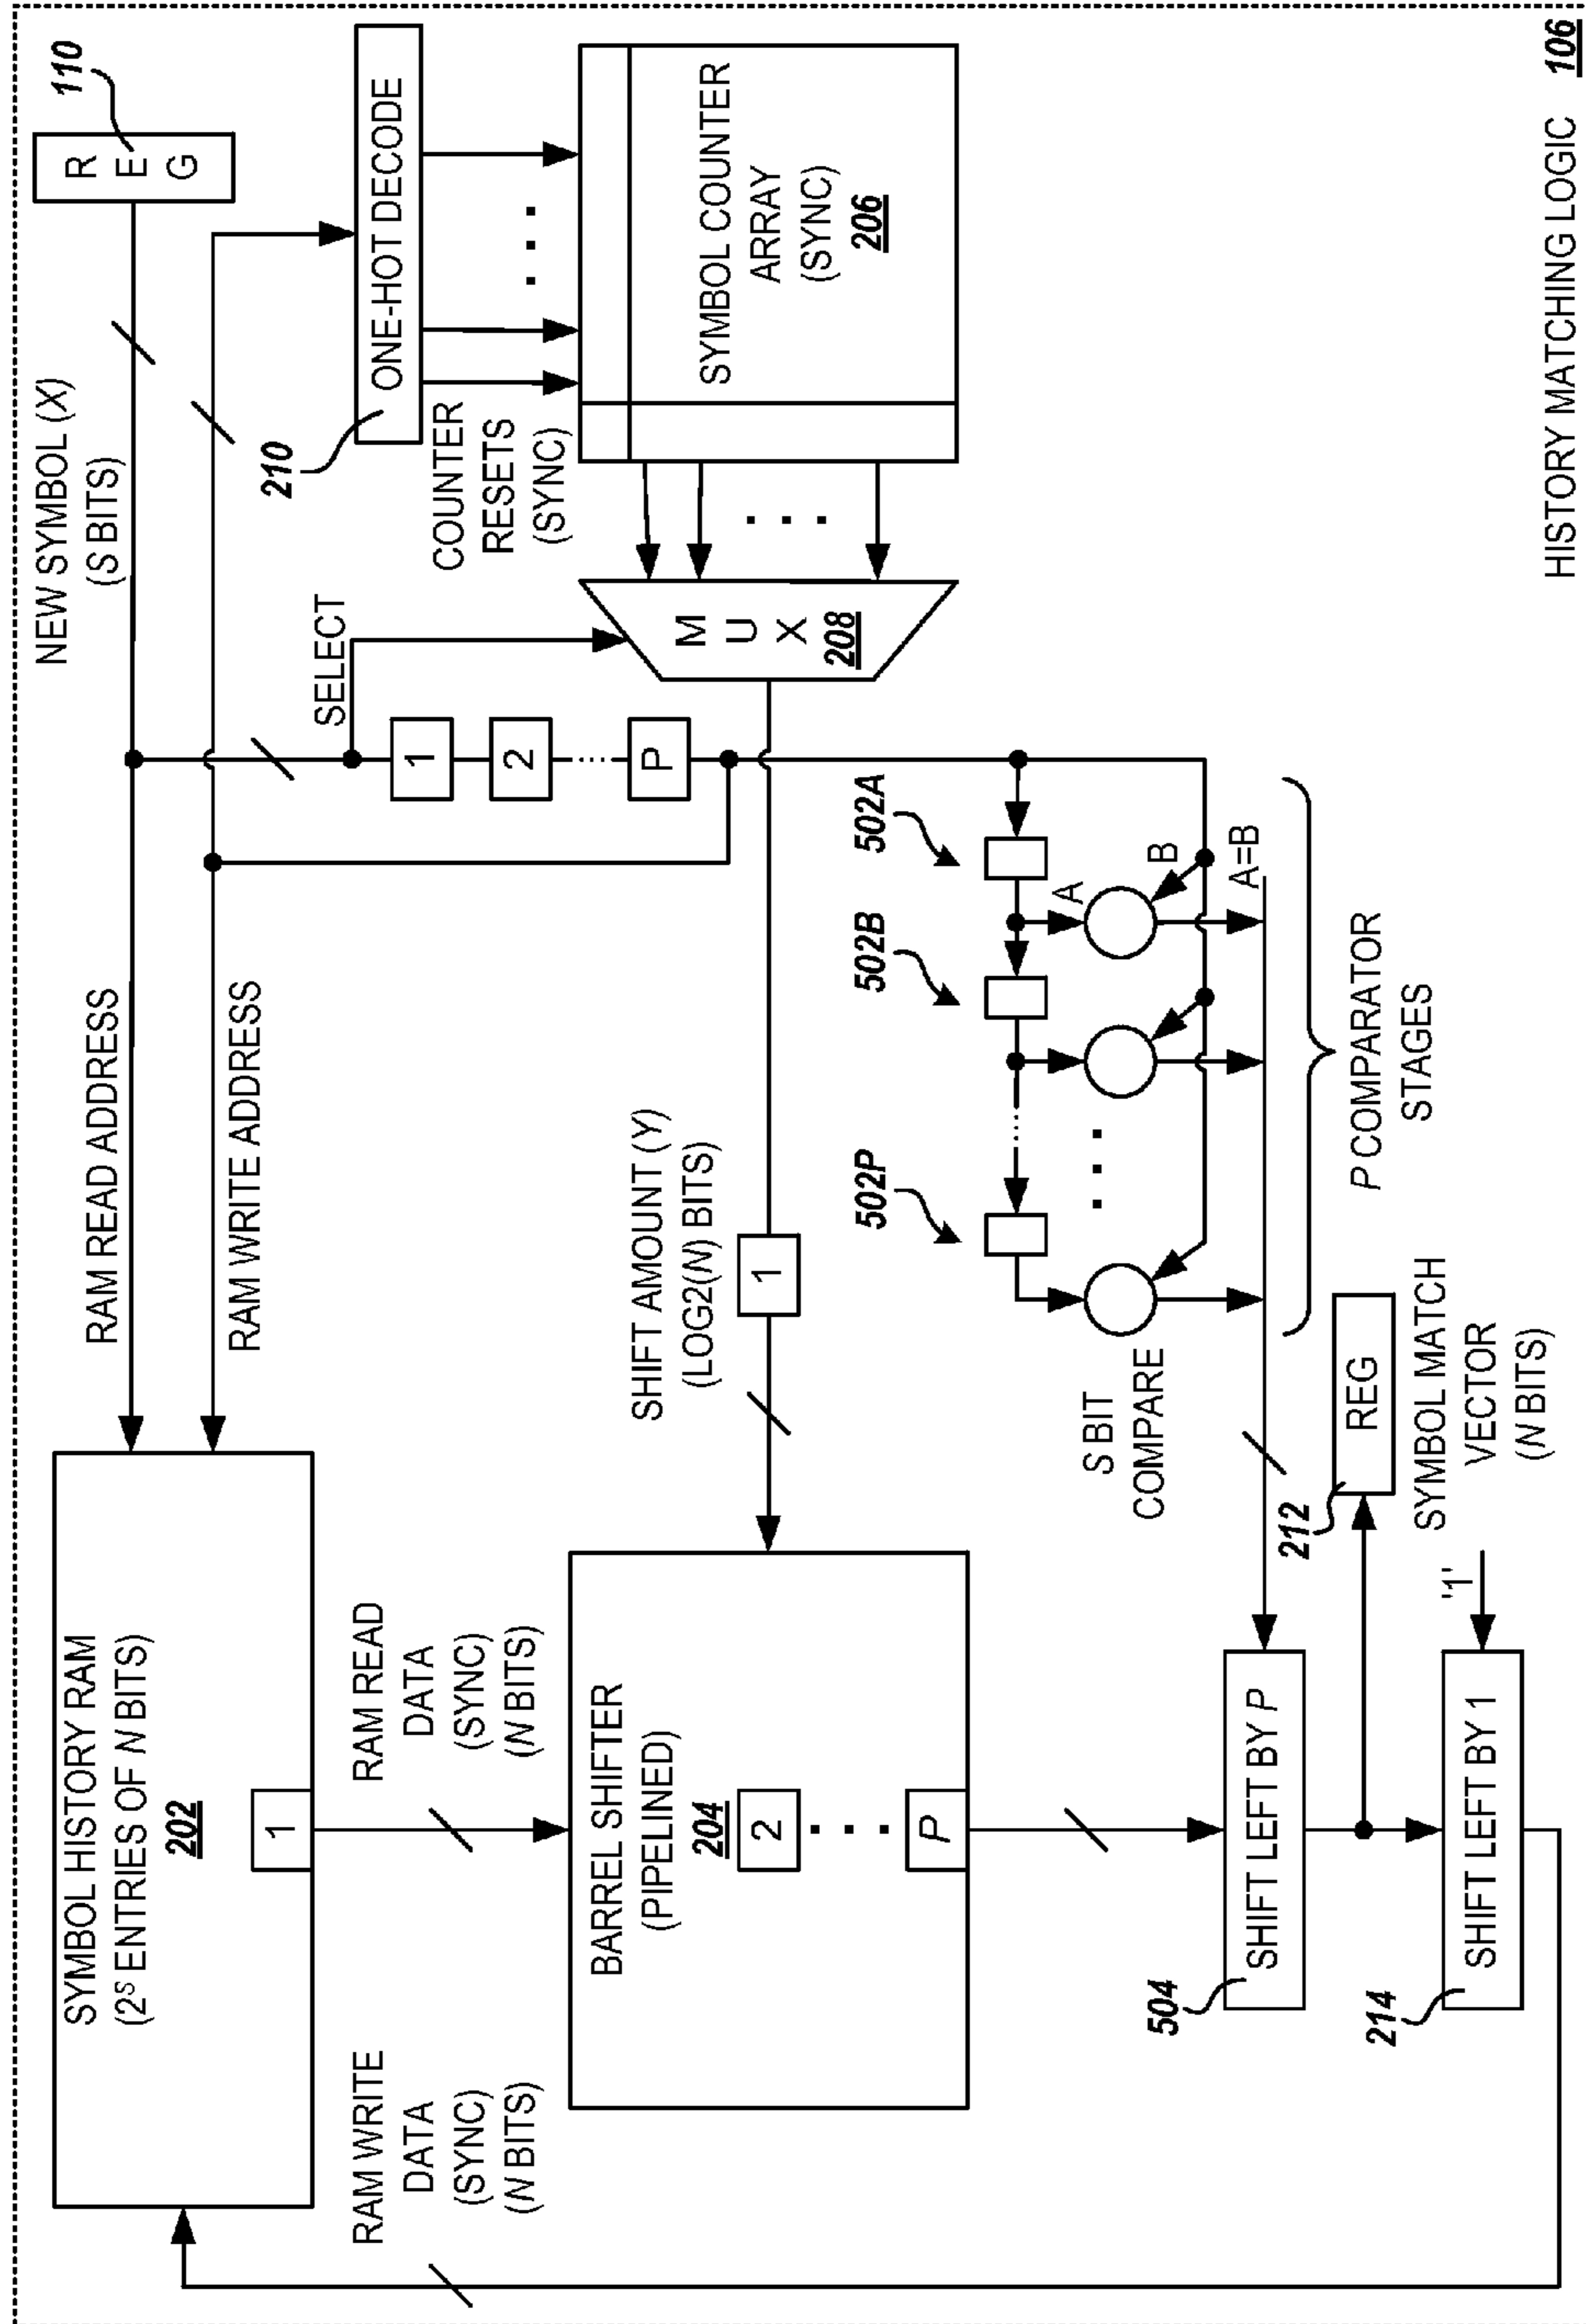 SYMBOL HISTORY RAM
(2^S ENTRIES OF N BITS)
202
1
RAM READ ADDRESS
RAM WRITE ADDRESS
NEW SYMBOL (X)
(S BITS)
R
E
G
110
RAM WRITE
DATA
(SYNC)
(N BITS)
RAM READ
DATA
(SYNC)
(N BITS)
SELECT
1
2
P
210
ONE-HOT DECODE
COUNTER
RESETS
(SYNC)
BARREL SHIFTER
(PIPELINED)
204
2
P
SHIFT AMOUNT (Y)
(LOG2(N) BITS)
1
M
U
X
208
SYMBOL COUNTER
ARRAY
(SYNC)
206
502P
502B
502A
A
B
A=B
S BIT
COMPARE
P COMPARATOR
STAGES
504
SHIFT LEFT BY P
212
REG
SYMBOL MATCH
VECTOR
(N BITS)
214
SHIFT LEFT BY 1
'1'
HISTORY MATCHING LOGIC 106